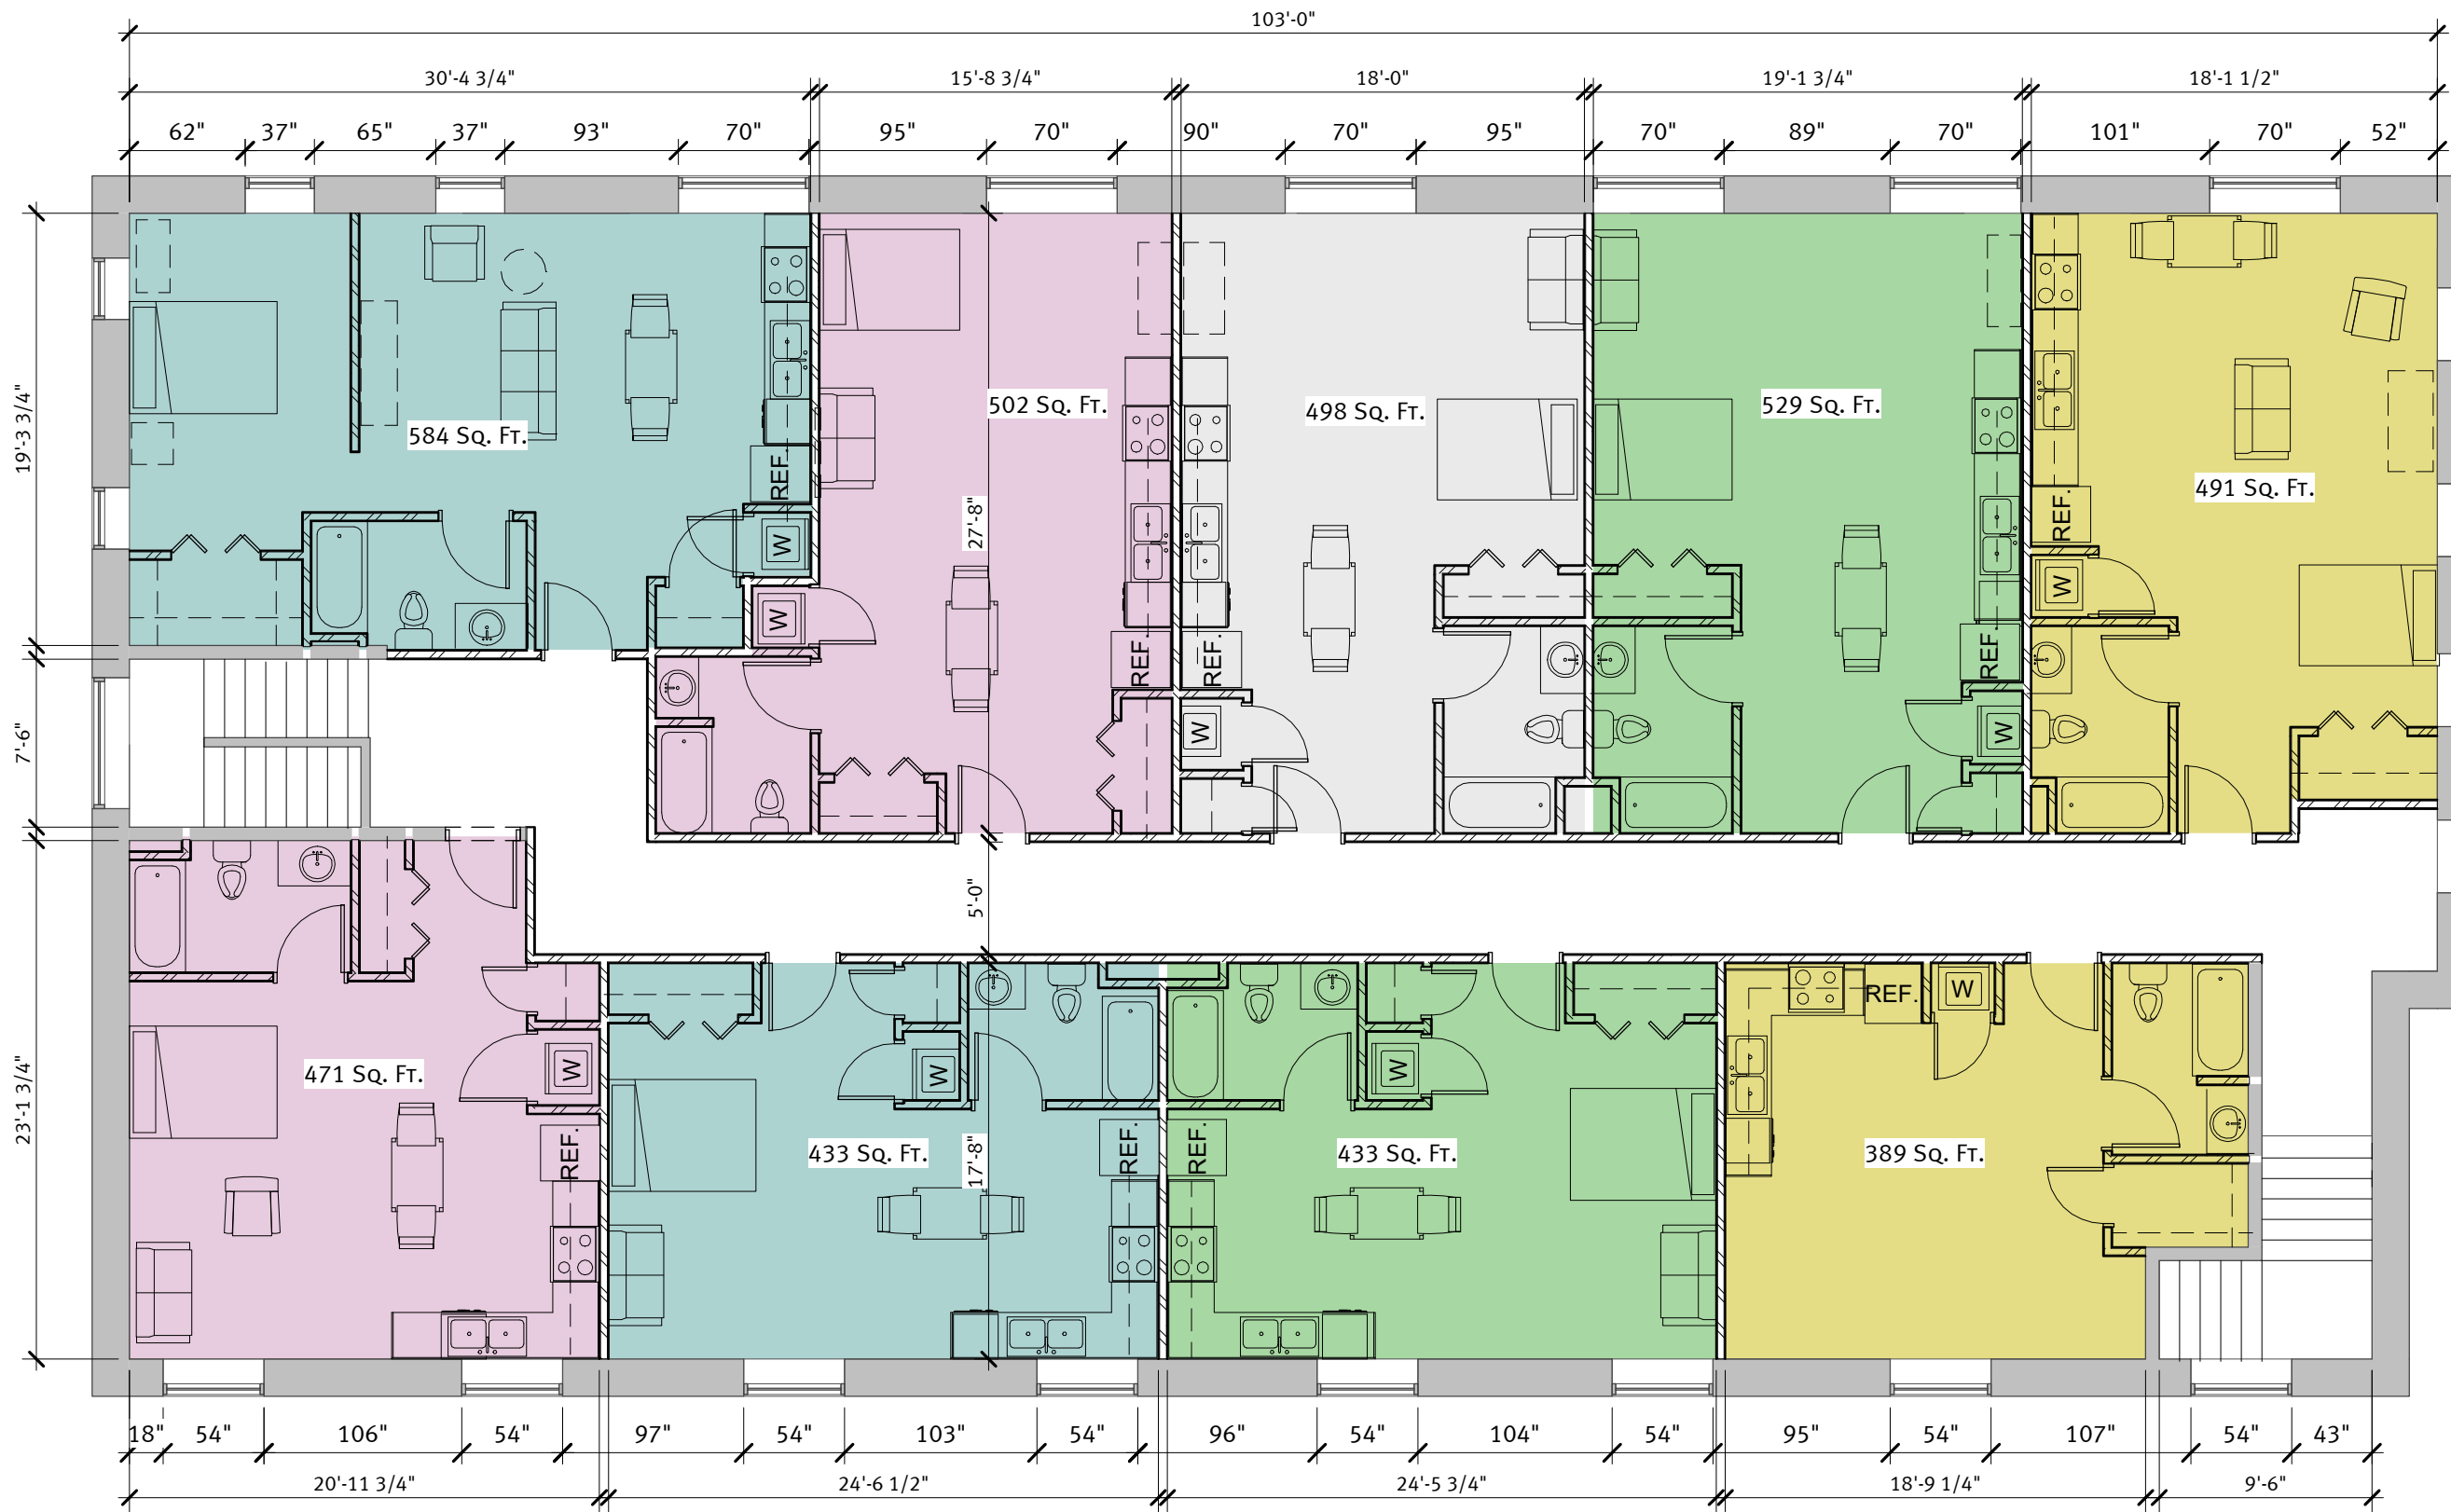 103'-0"
30'-4 3/4"
15'-8 3/4"
18'-0"
19'-1 3/4"
18'-1 1/2"
62"
37"
65"
37"
93"
70"
95"
70"
90"
70"
95"
70"
89"
70"
101"
70"
52"
19'-3 3/4"
7'-6"
23'-1 3/4"
584 Sq. Ft.
502 Sq. Ft.
498 Sq. Ft.
529 Sq. Ft.
491 Sq. Ft.
REF.
W
27'-8"
W
REF.
REF.
W
REF.
W
REF.
W
5'-0"
471 Sq. Ft.
W
REF.
433 Sq. Ft.
W
17'-8"
REF.
REF.
W
433 Sq. Ft.
REF.
W
389 Sq. Ft.
18"
54"
106"
54"
97"
54"
103"
54"
96"
54"
104"
54"
95"
54"
107"
54"
43"
20'-11 3/4"
24'-6 1/2"
24'-5 3/4"
18'-9 1/4"
9'-6"